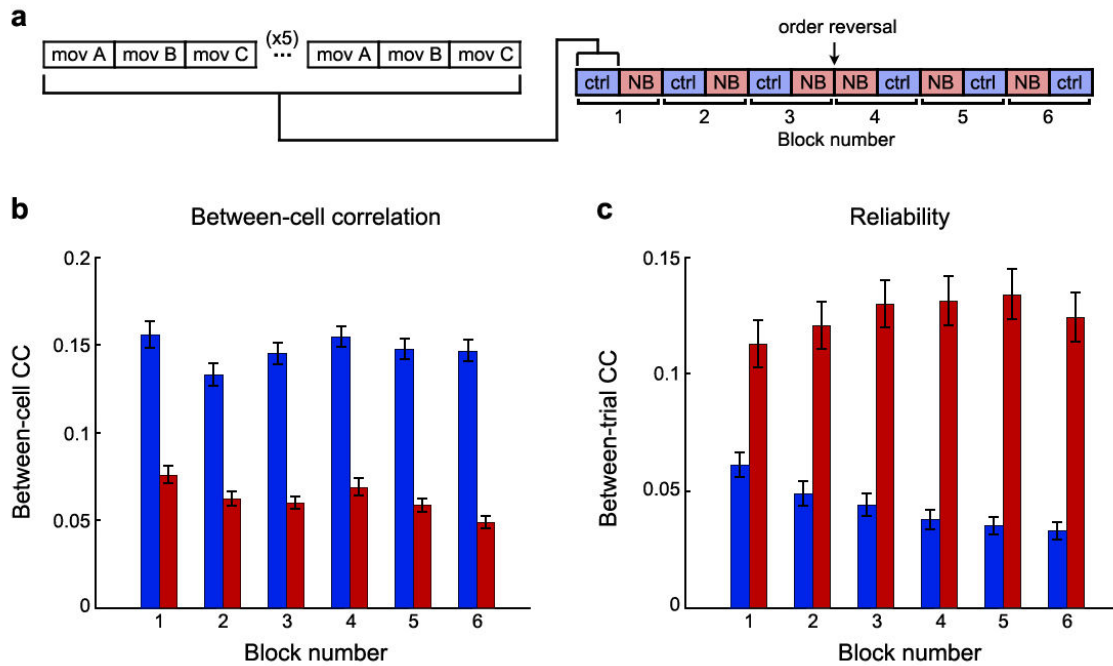 a
(x5)
mov A mov B mov C ... mov A mov B mov C
order reversal
ctrl NB ctrl NB ctrl NB NB ctrl NB ctrl NB ctrl
1 2 3 4 5 6
Block number
b
Between-cell correlation
Between-cell CC
0.2
0.15
0.1
0.05
0
1 2 3 4 5 6
Block number
c
Reliability
Between-trial CC
0.15
0.1
0.05
0
1 2 3 4 5 6
Block number